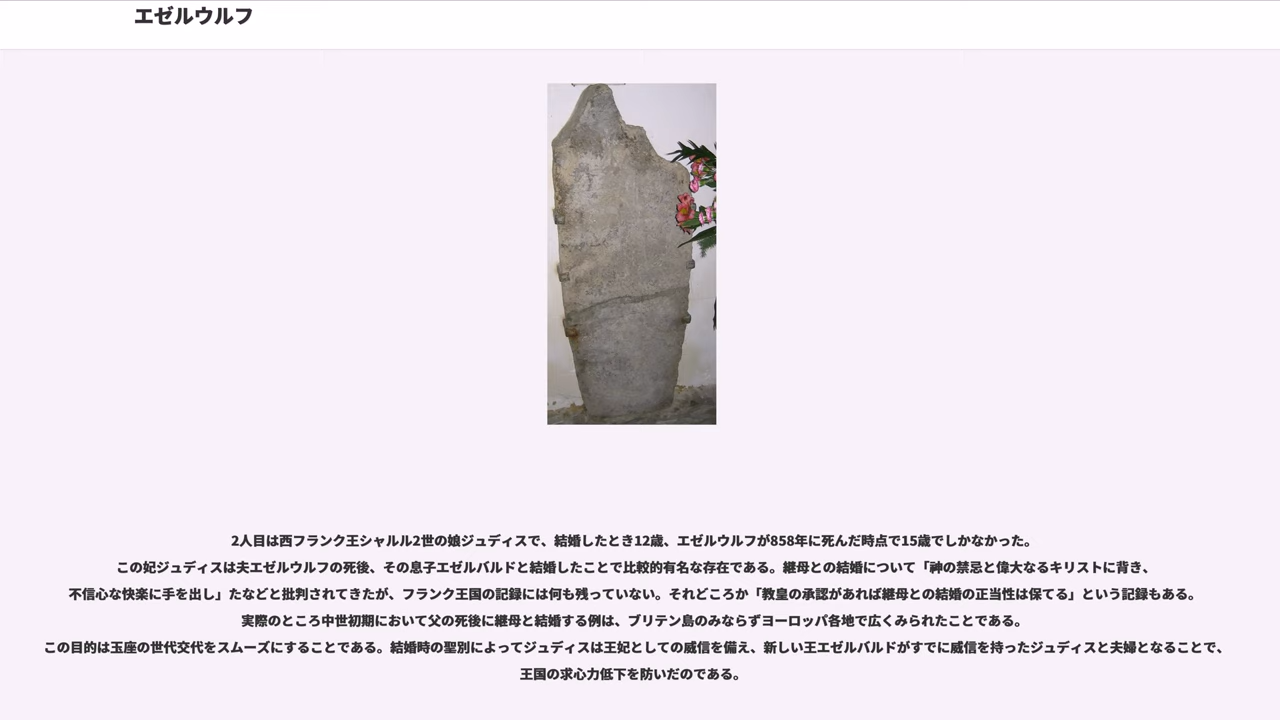 エゼルウルフ
2人目は西フランク王シャルル2世の娘ジュディスで、結婚したとき12歳、エゼルウルフが858年に死んだ時点で15歳でしかなかった。
この妃ジュディスは夫エゼルウルフの死後、その息子エゼルバルドと結婚したことで比較的有名な存在である。継母との結婚について「神の禁忌と偉大なるキリストに背き、
不信心な快楽に手を出し」たなどと批判されてきたが、フランク王国の記録には何も残っていない。それどころか「教皇の承認があれば継母との結婚の正当性は保てる」という記録もある。
実際のところ中世初期において父の死後に継母と結婚する例は、ブリテン島のみならずヨーロッパ各地で広くみられたことである。
この目的は玉座の世代交代をスムーズにすることである。結婚時の聖別によってジュディスは王妃としての威信を備え、新しい王エゼルバルドがすでに威信を持ったジュディスと夫婦となることで、
王国の求心力低下を防いだのである。